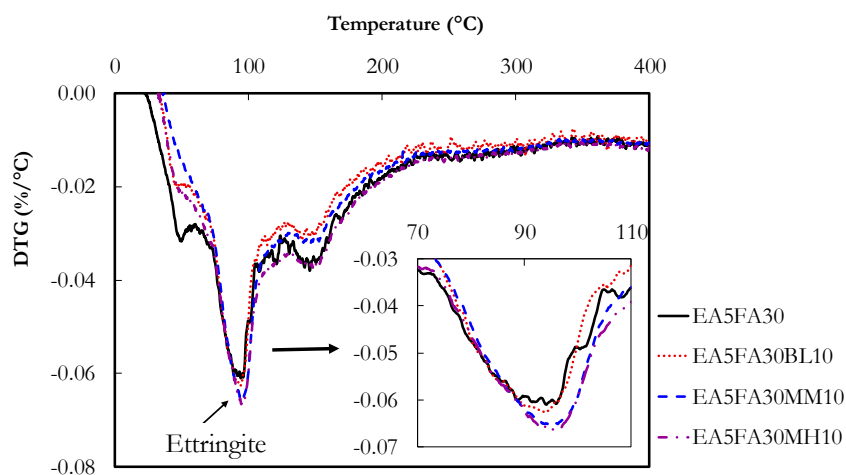 Temperature (°C)
0 100 200 300 400
0.00
-0.02
-0.04
-0.06
-0.08
DTG (%/°C)
Ettringite
70 90 110
-0.03
-0.04
-0.05
-0.06
-0.07
EA5FA30
EA5FA30BL10
EA5FA30MM10
EA5FA30MH10